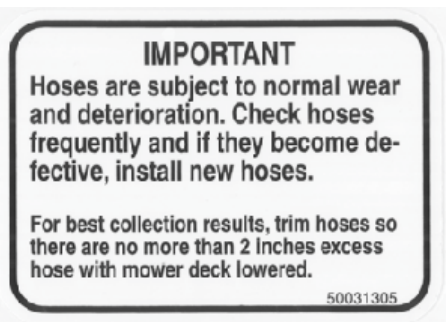 IMPORTANT
Hoses are subject to normal wear
and deterioration. Check hoses
frequently and if they become de-
fective, install new hoses.
For best collection results, trim hoses so
there are no more than 2 inches excess
hose with mower deck lowered.
50031305